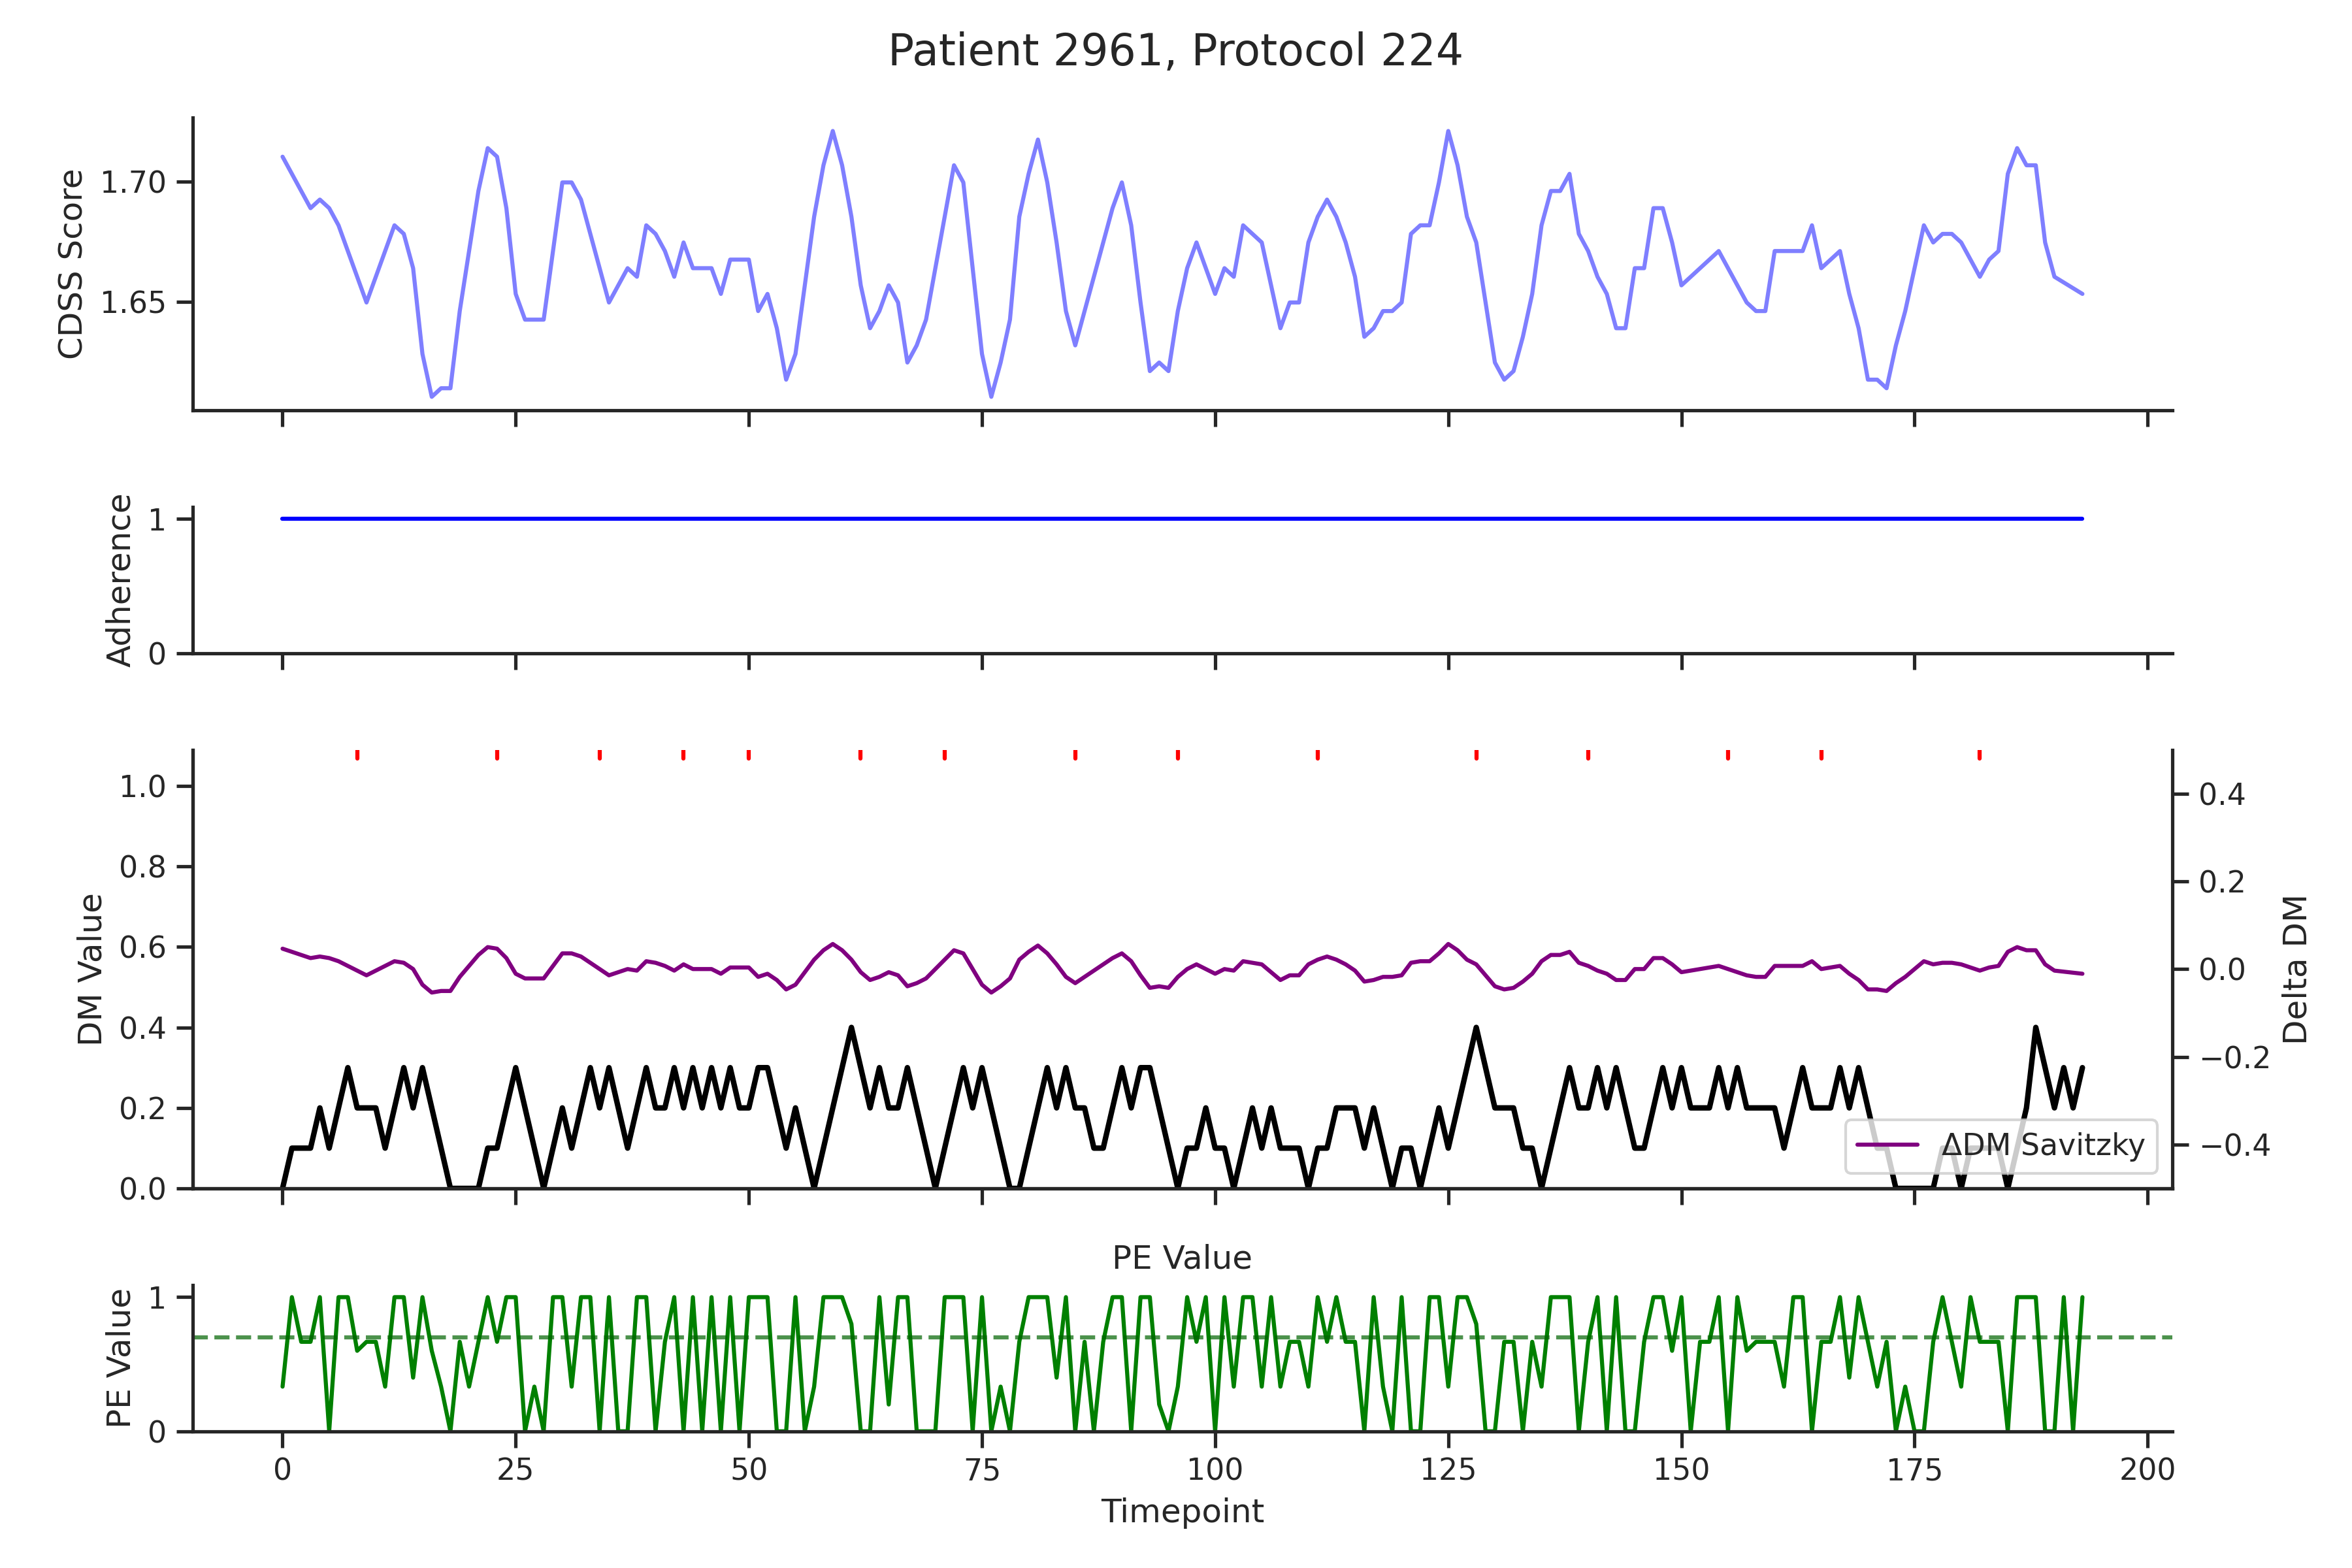 Patient 2961, Protocol 224
CDSS Score
1.70
1.65
Adherence
1
0
DM Value
1.0
0.8
0.6
0.4
0.2
0.0
Delta DM
0.4
0.2
0.0
−0.2
−0.4
ΔDM Savitzky
PE Value
PE Value
1
0
0 25 50 75 100 125 150 175 200
Timepoint